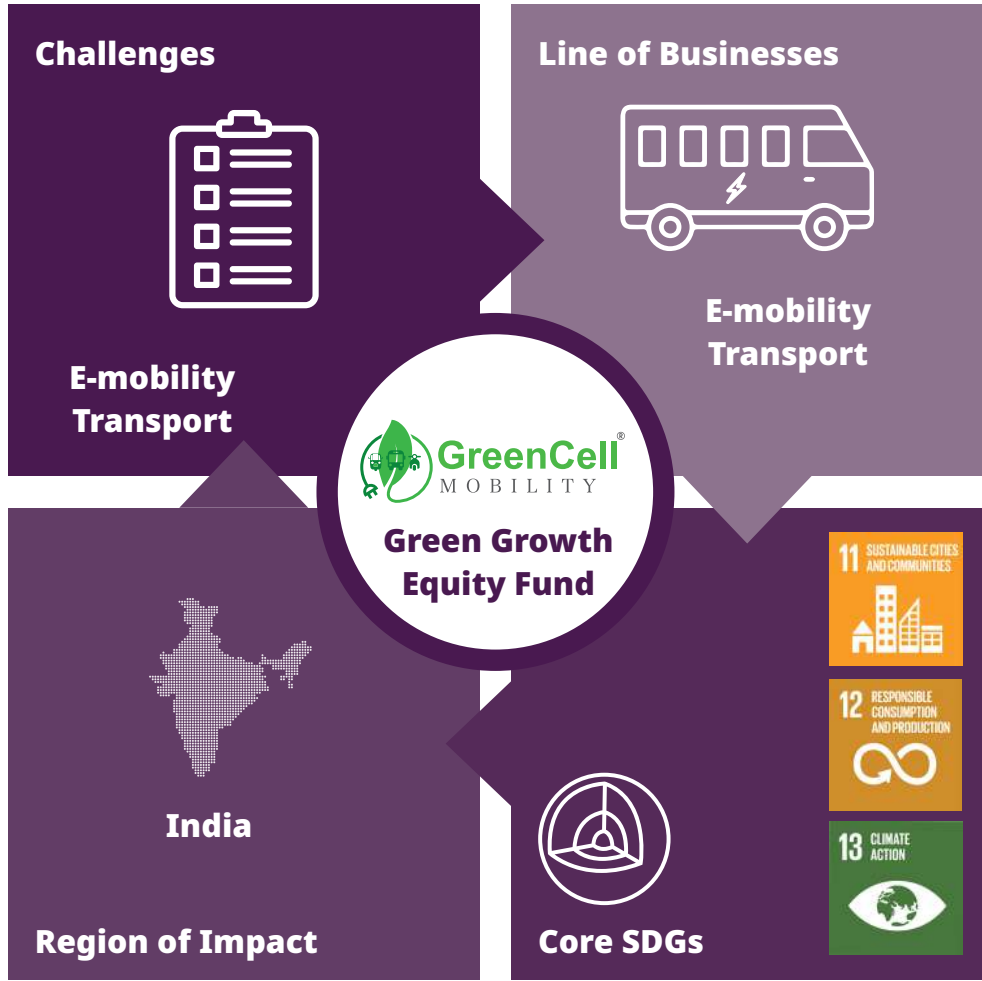 Challenges
E-mobility
Transport
Line of Businesses
E-mobility
Transport
GreenCell®
MOBILITY
Green Growth
Equity Fund
India
Region of Impact
Core SDGs
11 SUSTAINABLE CITIES
AND COMMUNITIES
12 RESPONSIBLE
CONSUMPTION
AND PRODUCTION
13 CLIMATE
ACTION